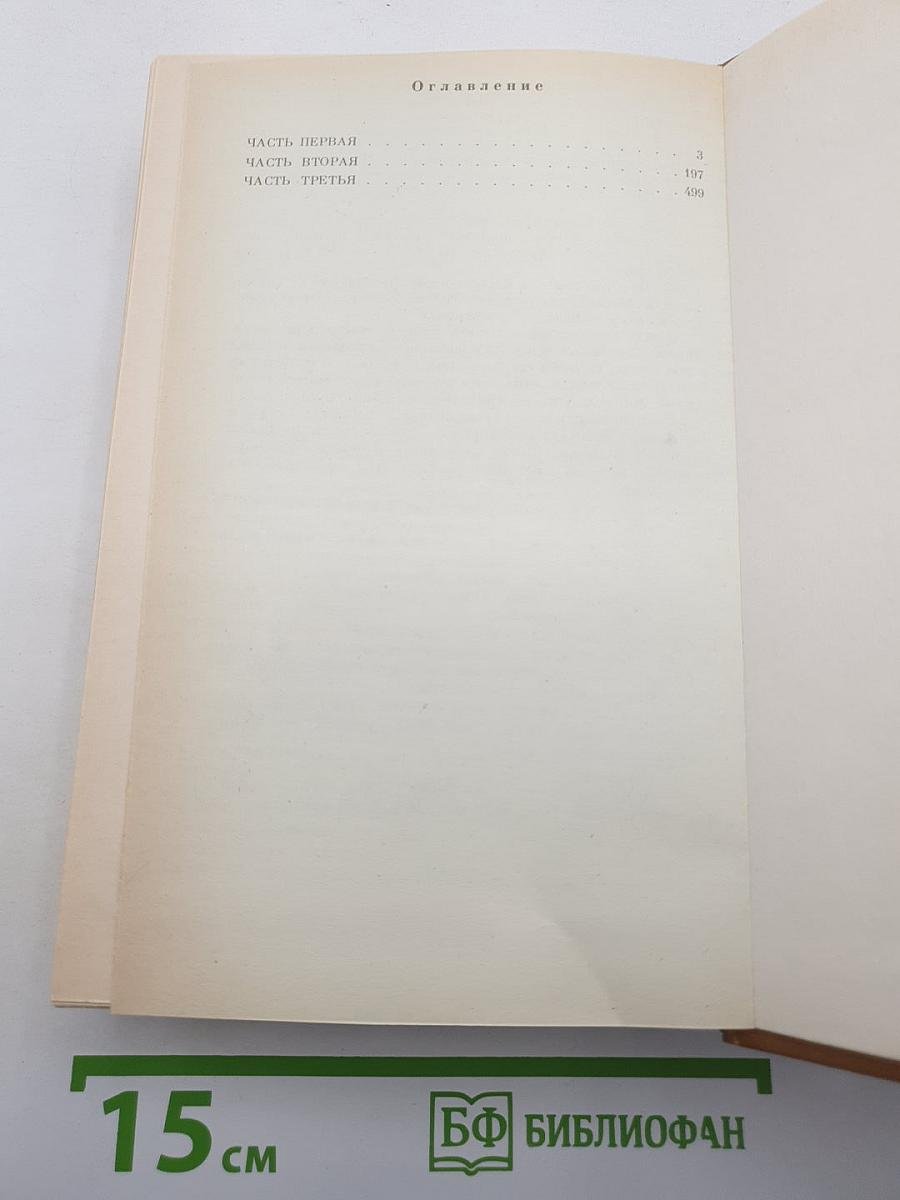 Оглавление
ЧАСТЬ ПЕРВАЯ . . . . . . . . . . . . . . . . . . . 3
ЧАСТЬ ВТОРАЯ . . . . . . . . . . . . . . . . . . . 197
ЧАСТЬ ТРЕТЬЯ . . . . . . . . . . . . . . . . . . . 499
15 см
БФ БИБЛИОФАН